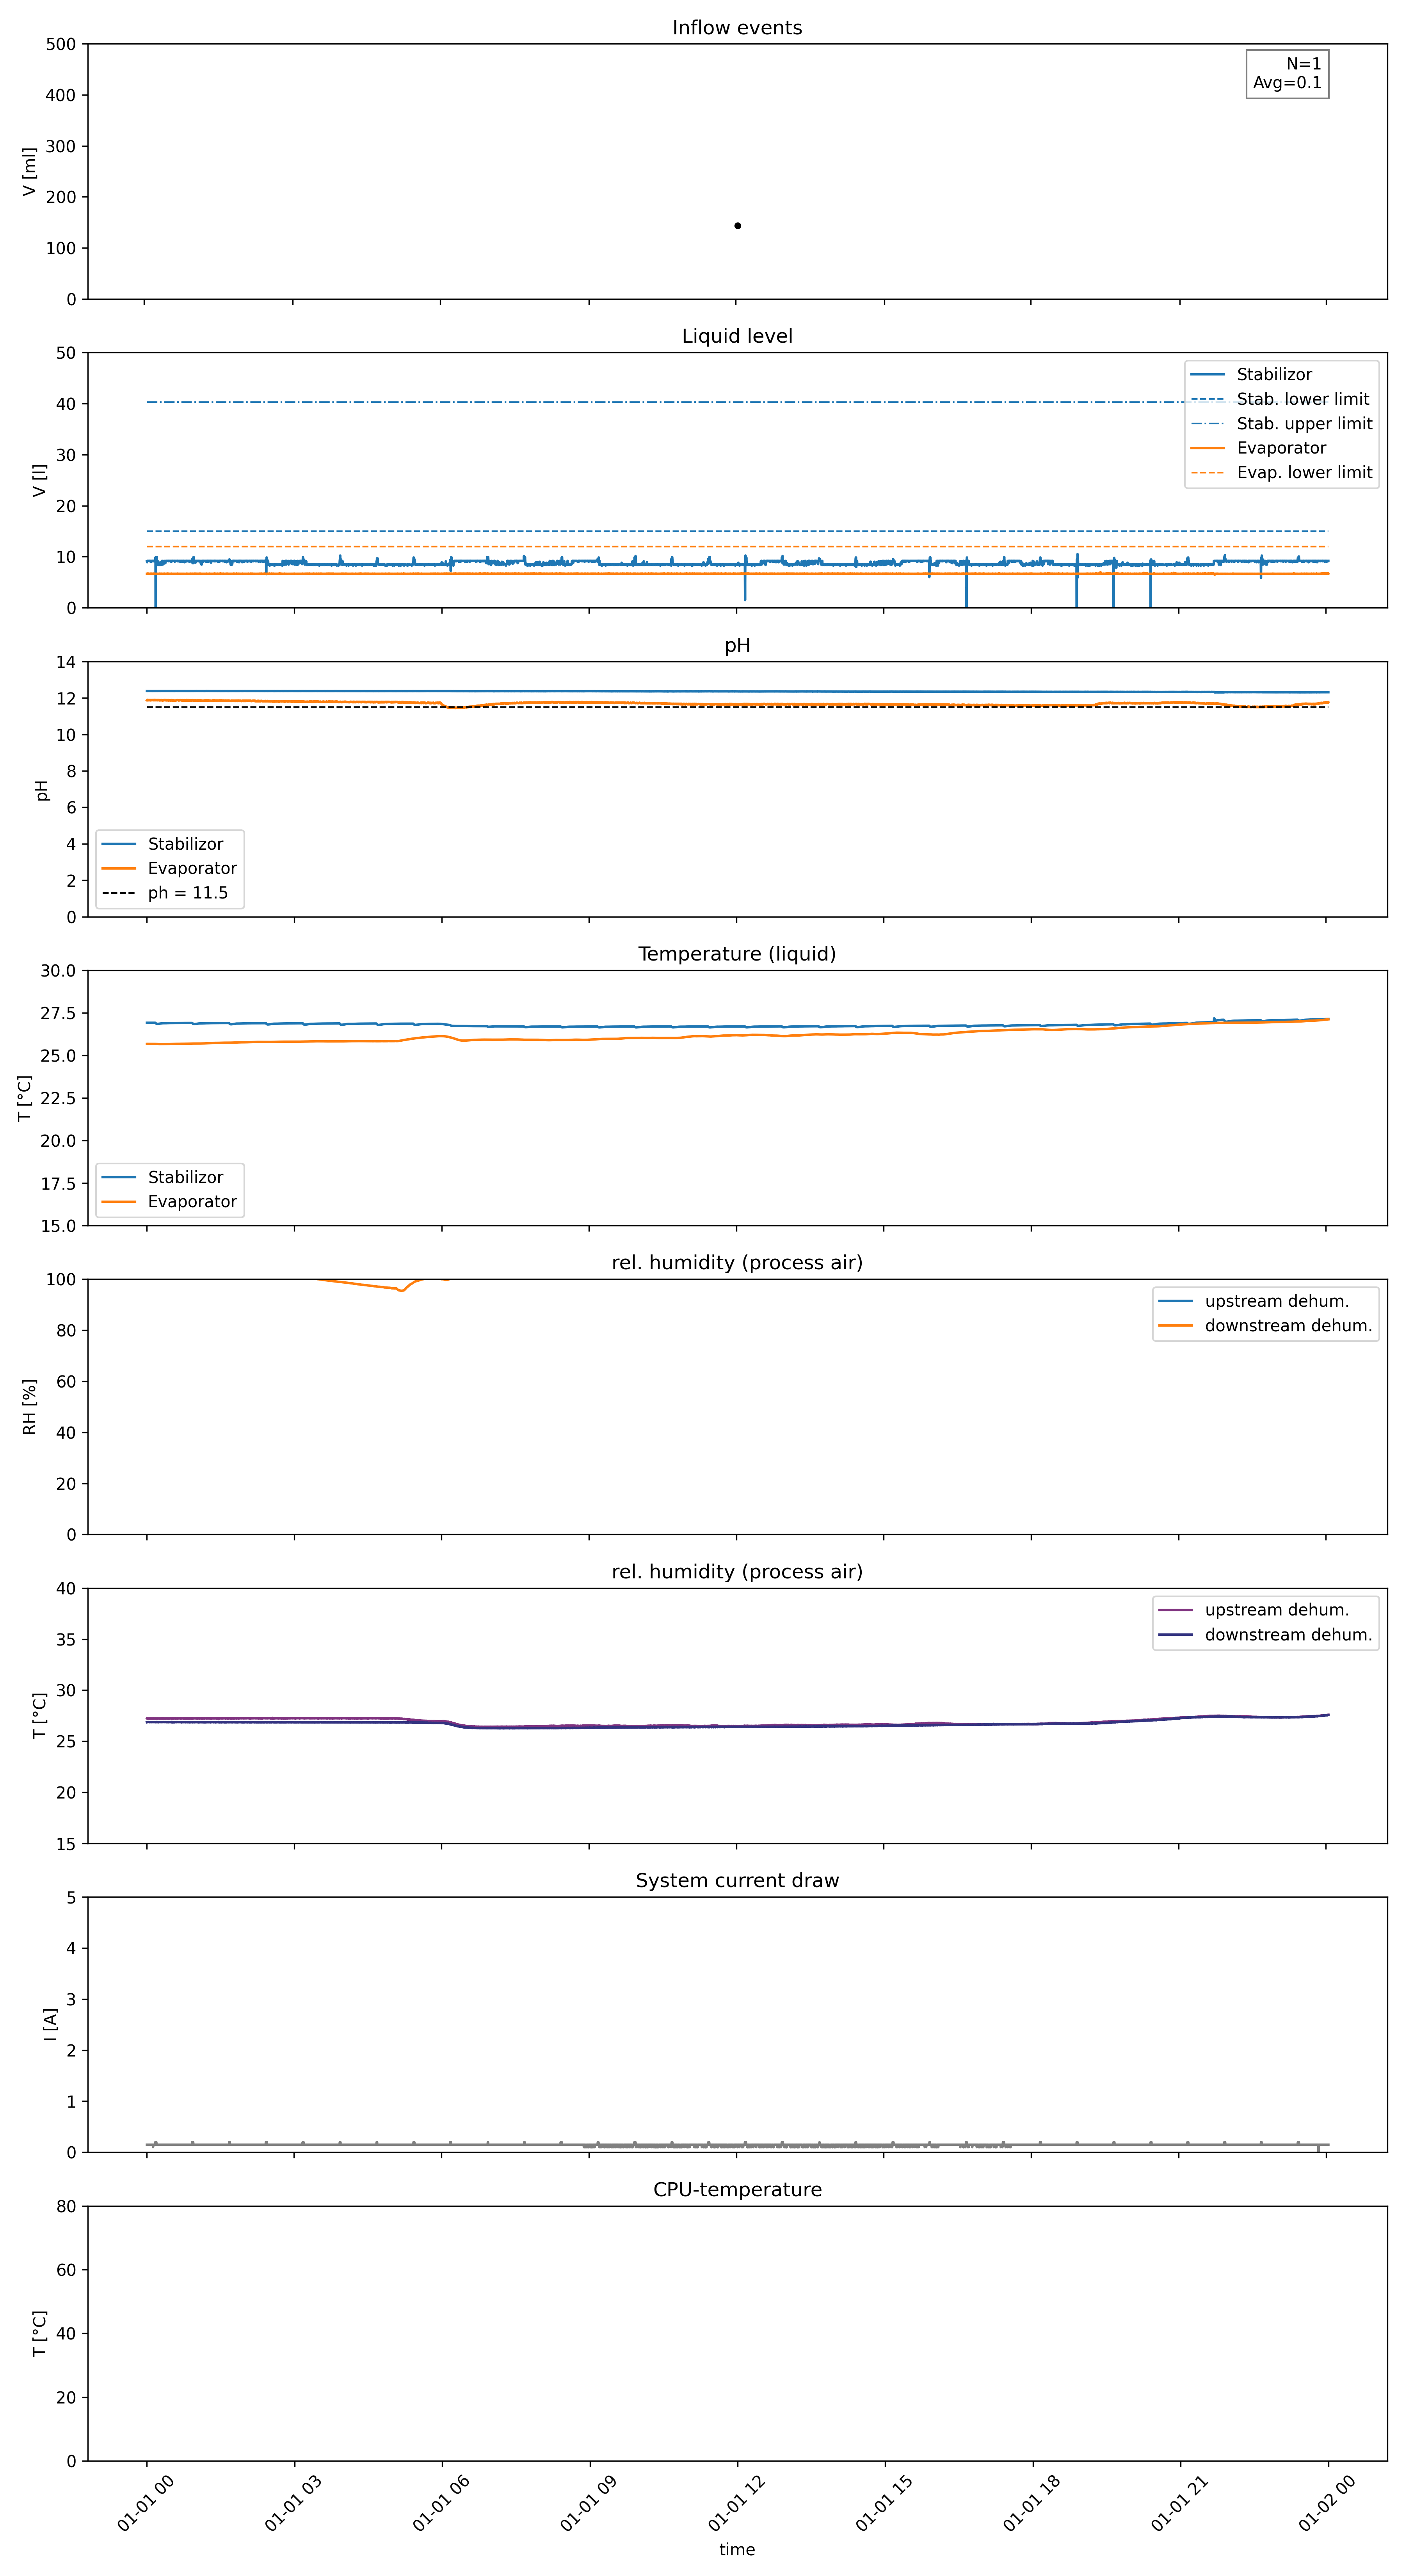 Inflow events
500
400
300
200
100
0
V [ml]
N=1
Avg=0.1
Liquid level
50
40
30
20
10
0
V [l]
Stabilizor
Stab. lower limit
Stab. upper limit
Evaporator
Evap. lower limit
pH
14
12
10
8
6
4
2
0
pH
Stabilizor
Evaporator
ph = 11.5
Temperature (liquid)
30.0
27.5
25.0
22.5
20.0
17.5
15.0
T [°C]
Stabilizor
Evaporator
rel. humidity (process air)
100
80
60
40
20
0
RH [%]
upstream dehum.
downstream dehum.
rel. humidity (process air)
40
35
30
25
20
15
T [°C]
upstream dehum.
downstream dehum.
System current draw
5
4
3
2
1
0
I [A]
CPU-temperature
80
60
40
20
0
T [°C]
01-01 00
01-01 03
01-01 06
01-01 09
01-01 12
01-01 15
01-01 18
01-01 21
01-02 00
time